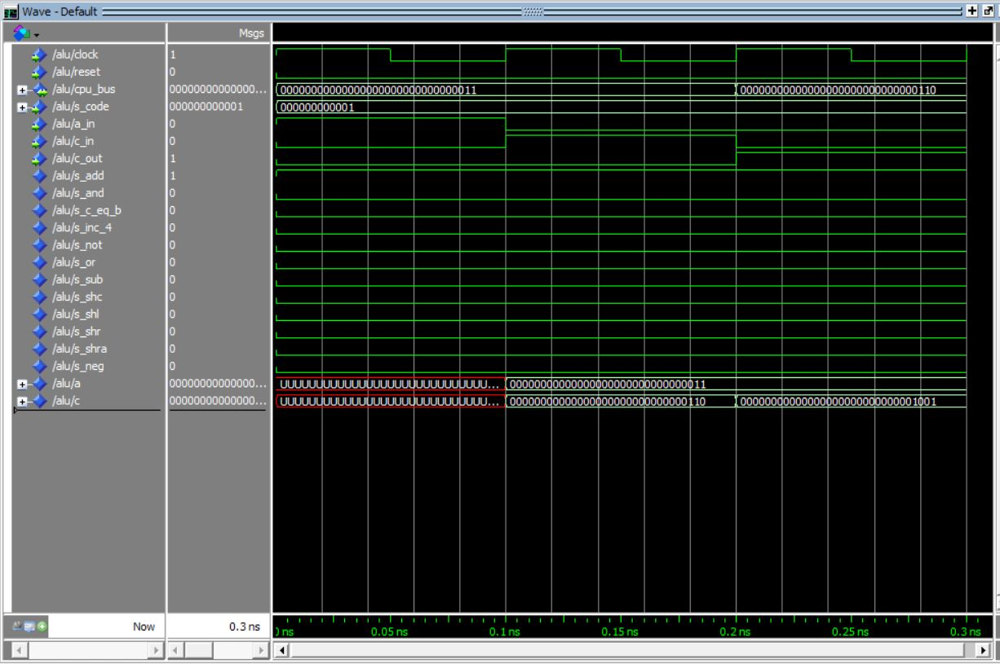 Wave - Default
Msgs
/alu/clock 1
/alu/reset 0
/alu/cpu_bus 00000000000000... 00000000000000000000000000000011 00000000000000000000000000000110
/alu/s_code 000000000001 000000000001
/alu/a_in 0
/alu/c_in 0
/alu/c_out 1
/alu/s_add 1
/alu/s_and 0
/alu/s_c_eq_b 0
/alu/s_inc_4 0
/alu/s_not 0
/alu/s_or 0
/alu/s_sub 0
/alu/s_shc 0
/alu/s_shl 0
/alu/s_shr 0
/alu/s_shra 0
/alu/s_neg 0
/alu/a 00000000000000... UUUUUUUUUUUUUUUUUUUUUUUUUUUU... 00000000000000000000000000000011
/alu/c 00000000000000... UUUUUUUUUUUUUUUUUUUUUUUUUUUU... 00000000000000000000000000000110 00000000000000000000000000001001
Now 0.3 ns
ns 0.05 ns 0.1 ns 0.15 ns 0.2 ns 0.25 ns 0.3 ns